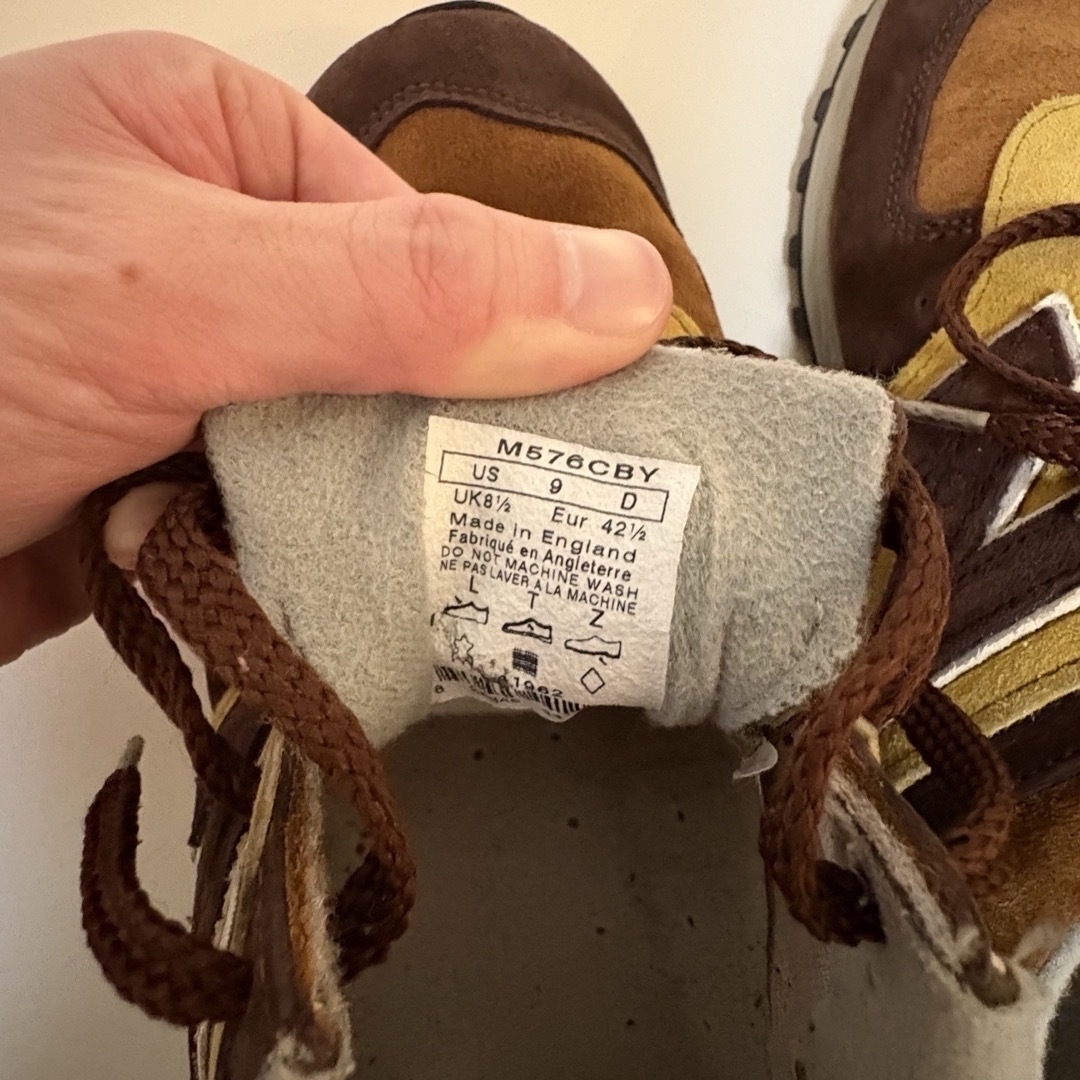 M576CBY
US 9 D
UK8½ Eur 42½
Made in England
Fabriqué en Angleterre
DO NOT MACHINE WASH
NE PAS LAVER A LA MACHINE
L T Z